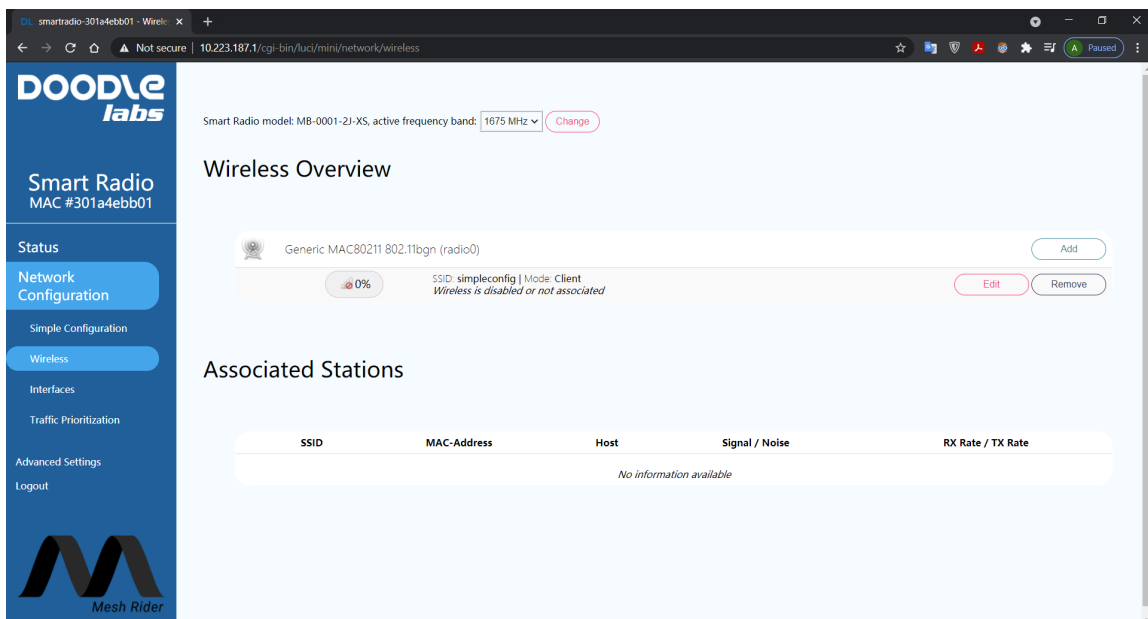 DL smartradio-301a4ebb01 - Wirele
Not secure | 10.223.187.1/cgi-bin/luci/mini/network/wireless
A Paused
DOODLE
labs
Smart Radio
MAC #301a4ebb01
Status
Network
Configuration
Simple Configuration
Wireless
Interfaces
Traffic Prioritization
Advanced Settings
Logout
Mesh Rider
Smart Radio model: MB-0001-2J-XS, active frequency band: 1675 MHz Change
Wireless Overview
Generic MAC80211 802.11bgn (radio0) Add
0% SSID: simpleconfig | Mode: Client Edit Remove
Wireless is disabled or not associated
Associated Stations
SSID MAC-Address Host Signal / Noise RX Rate / TX Rate
No information available